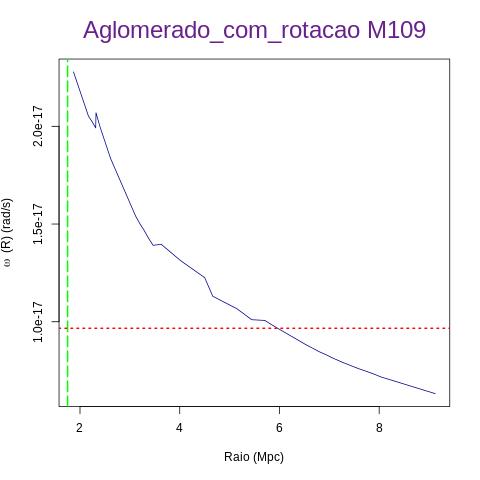 Aglomerado_com_rotacao M109
ω (R) (rad/s)
2.0e-17
1.5e-17
1.0e-17
2 4 6 8
Raio (Mpc)